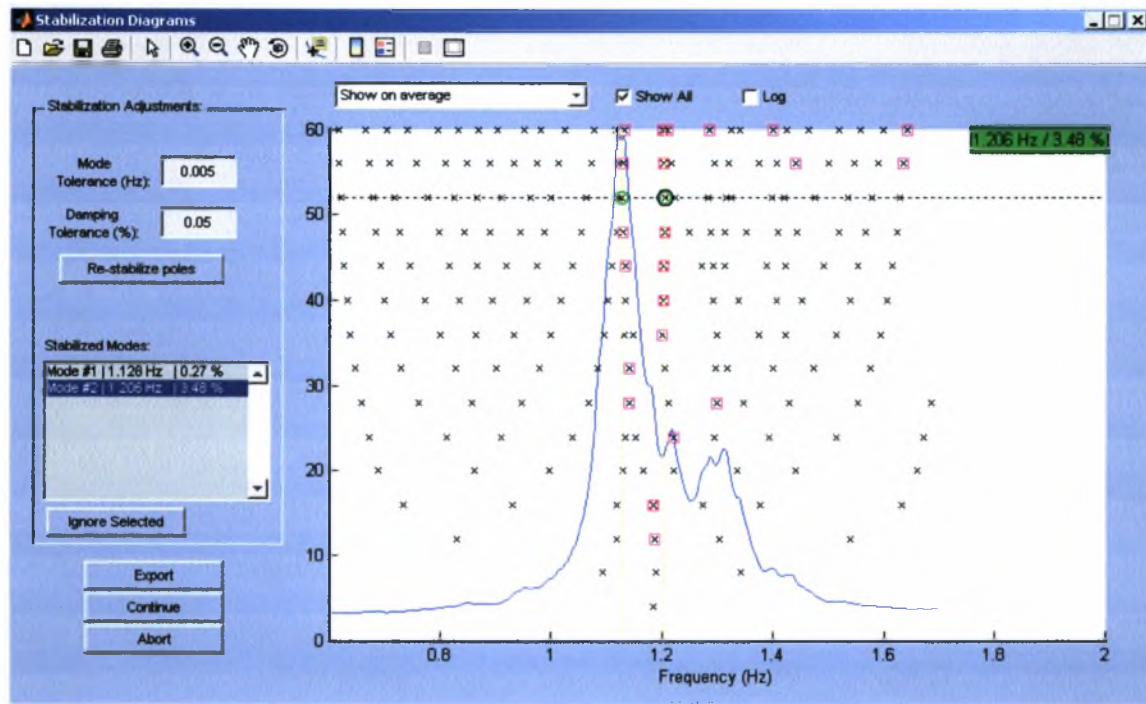 Stabilization Diagrams
Stabilization Adjustments:
Mode
Tolerance (Hz):
0.005
Damping
Tolerance (%):
0.05
Re-stabilize poles
Stabilized Modes:
Mode #1 | 1.128 Hz | 0.27 %
Mode #2 | 1.206 Hz | 3.48 %
Ignore Selected
Export
Continue
Abort
Show on average
Show All
Log
1.206 Hz / 3.48 %
60
50
40
30
20
10
0
0.8
1
1.2
1.4
1.6
1.8
2
Frequency (Hz)